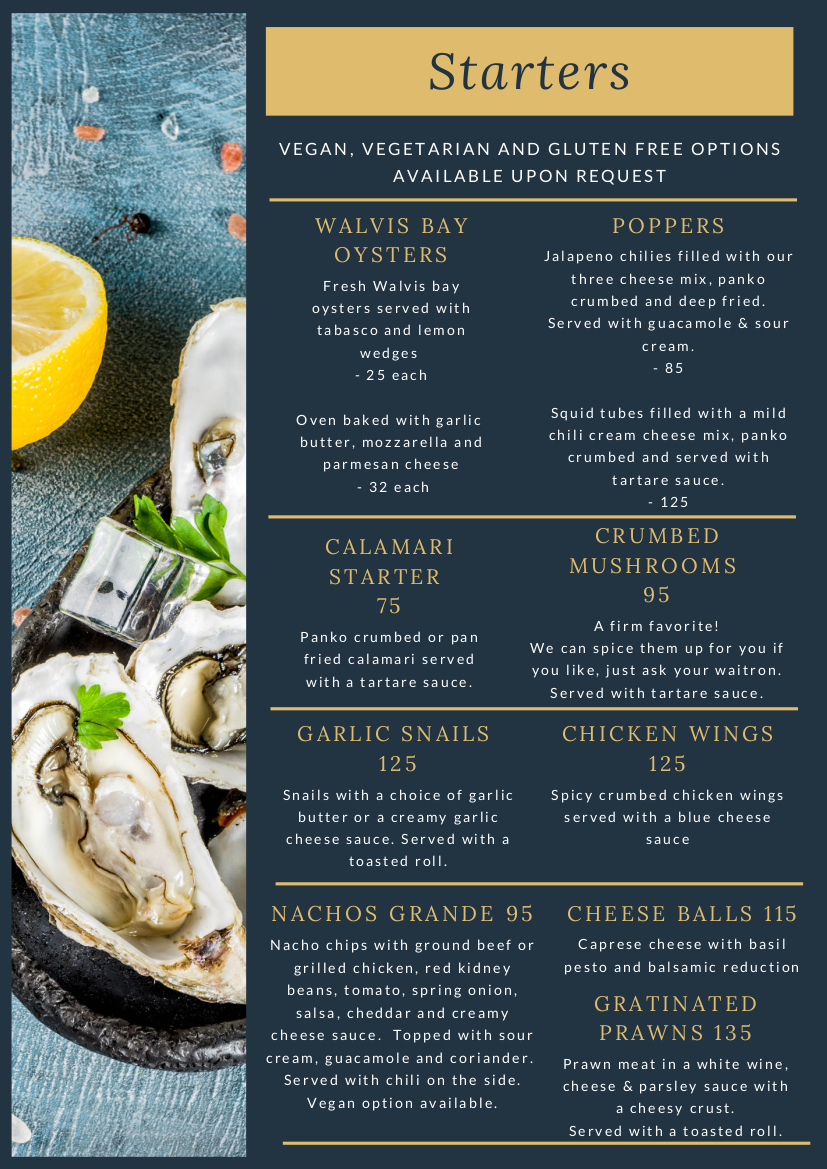 Starters
VEGAN, VEGETARIAN AND GLUTEN FREE OPTIONS
AVAILABLE UPON REQUEST
WALVIS BAY
OYSTERS
Fresh Walvis bay
oysters served with
tabasco and lemon
wedges
- 25 each
Oven baked with garlic
butter, mozzarella and
parmesan cheese
- 32 each
POPPERS
Jalapeno chilies filled with our
three cheese mix, panko
crumbed and deep fried.
Served with guacamole & sour
cream.
- 85
Squid tubes filled with a mild
chili cream cheese mix, panko
crumbed and served with
tartare sauce.
- 125
CALAMARI
STARTER
75
Panko crumbed or pan
fried calamari served
with a tartare sauce.
CRUMBED
MUSHROOMS
95
A firm favorite!
We can spice them up for you if
you like, just ask your waitron.
Served with tartare sauce.
GARLIC SNAILS
125
Snails with a choice of garlic
butter or a creamy garlic
cheese sauce. Served with a
toasted roll.
CHICKEN WINGS
125
Spicy crumbed chicken wings
served with a blue cheese
sauce
NACHOS GRANDE 95
Nacho chips with ground beef or
grilled chicken, red kidney
beans, tomato, spring onion,
salsa, cheddar and creamy
cheese sauce. Topped with sour
cream, guacamole and coriander.
Served with chili on the side.
Vegan option available.
CHEESE BALLS 115
Caprese cheese with basil
pesto and balsamic reduction
GRATINATED
PRAWNS 135
Prawn meat in a white wine,
cheese & parsley sauce with
a cheesy crust.
Served with a toasted roll.